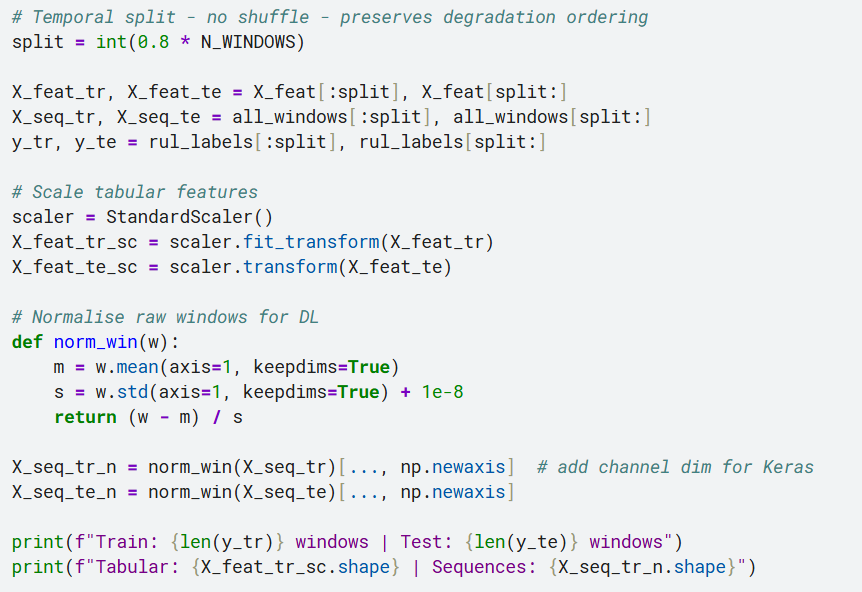 # Temporal split - no shuffle - preserves degradation ordering
split = int(0.8 * N_WINDOWS)

X_feat_tr, X_feat_te = X_feat[:split], X_feat[split:]
X_seq_tr, X_seq_te = all_windows[:split], all_windows[split:]
y_tr, y_te = rul_labels[:split], rul_labels[split:]

# Scale tabular features
scaler = StandardScaler()
X_feat_tr_sc = scaler.fit_transform(X_feat_tr)
X_feat_te_sc = scaler.transform(X_feat_te)

# Normalise raw windows for DL
def norm_win(w):
    m = w.mean(axis=1, keepdims=True)
    s = w.std(axis=1, keepdims=True) + 1e-8
    return (w - m) / s

X_seq_tr_n = norm_win(X_seq_tr)[..., np.newaxis]  # add channel dim for Keras
X_seq_te_n = norm_win(X_seq_te)[..., np.newaxis]

print(f"Train: {len(y_tr)} windows | Test: {len(y_te)} windows")
print(f"Tabular: {X_feat_tr_sc.shape} | Sequences: {X_seq_tr_n.shape}")